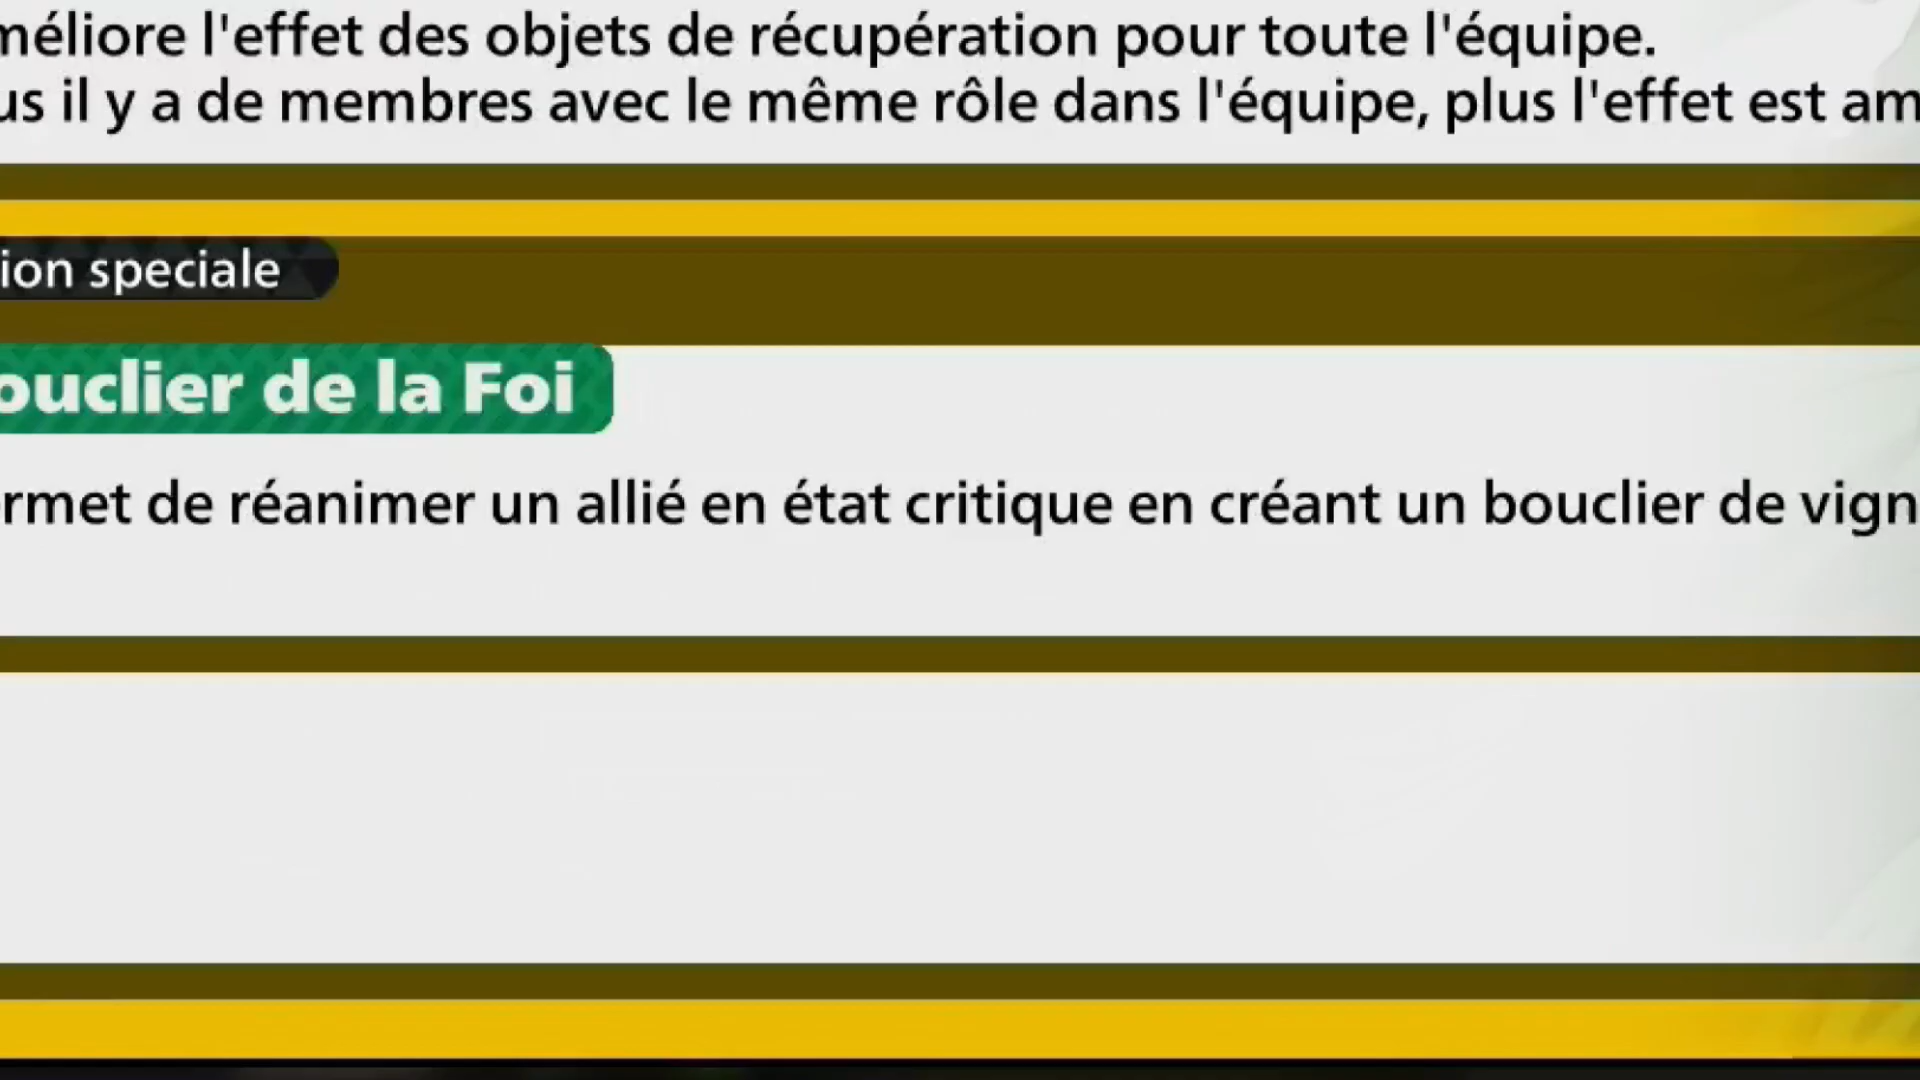 méliore l'effet des objets de récupération pour toute l'équipe.
us il y a de membres avec le même rôle dans l'équipe, plus l'effet est am
ion speciale
ouclier de la Foi
rmet de réanimer un allié en état critique en créant un bouclier de vign